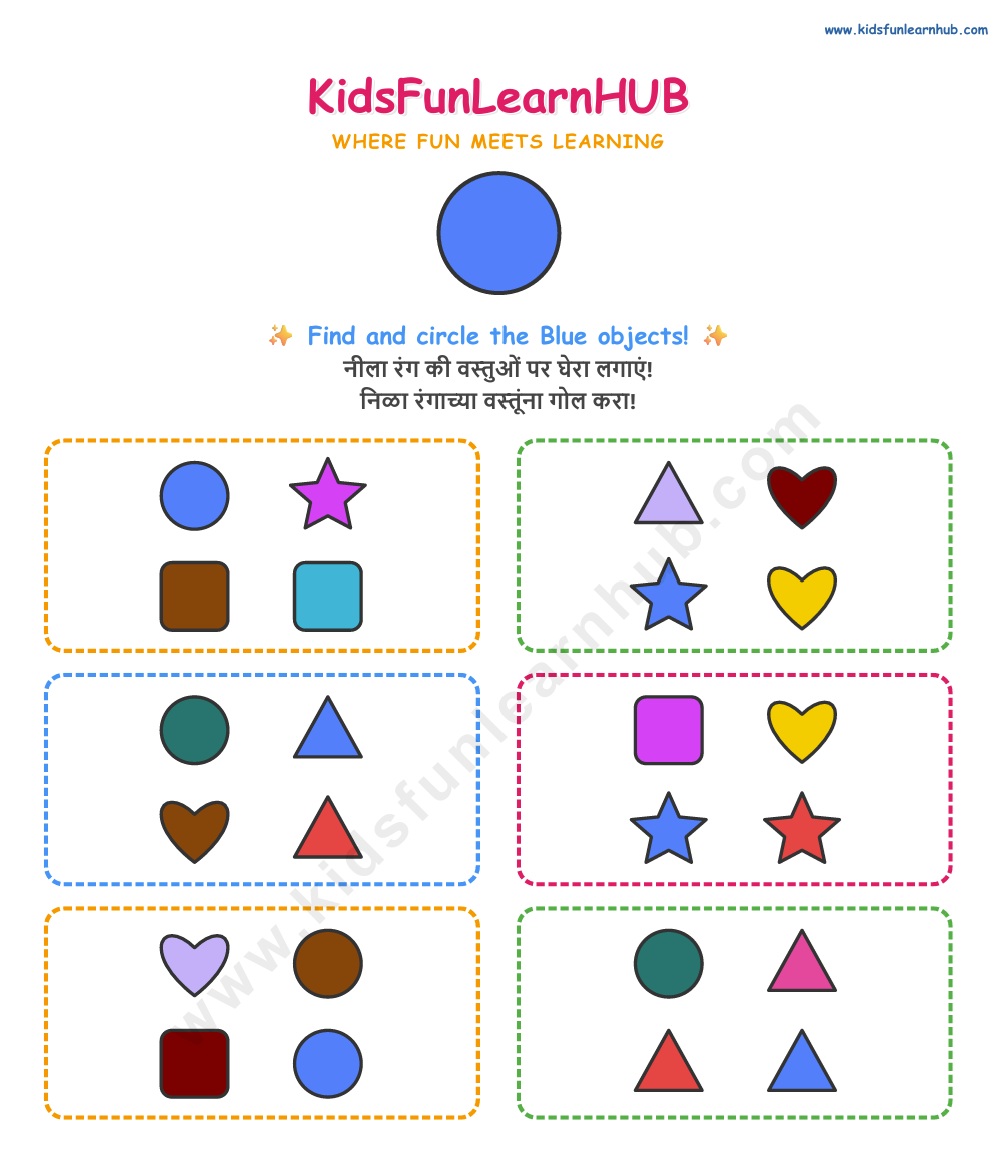 www.kidsfunlearnhub.com
KidsFunLearnHUB
WHERE FUN MEETS LEARNING
✨ Find and circle the Blue objects! ✨
नीला रंग की वस्तुओं पर घेरा लगाएं!
निळा रंगाच्या वस्तूंना गोल करा!
www.kidsfunlearnhub.com